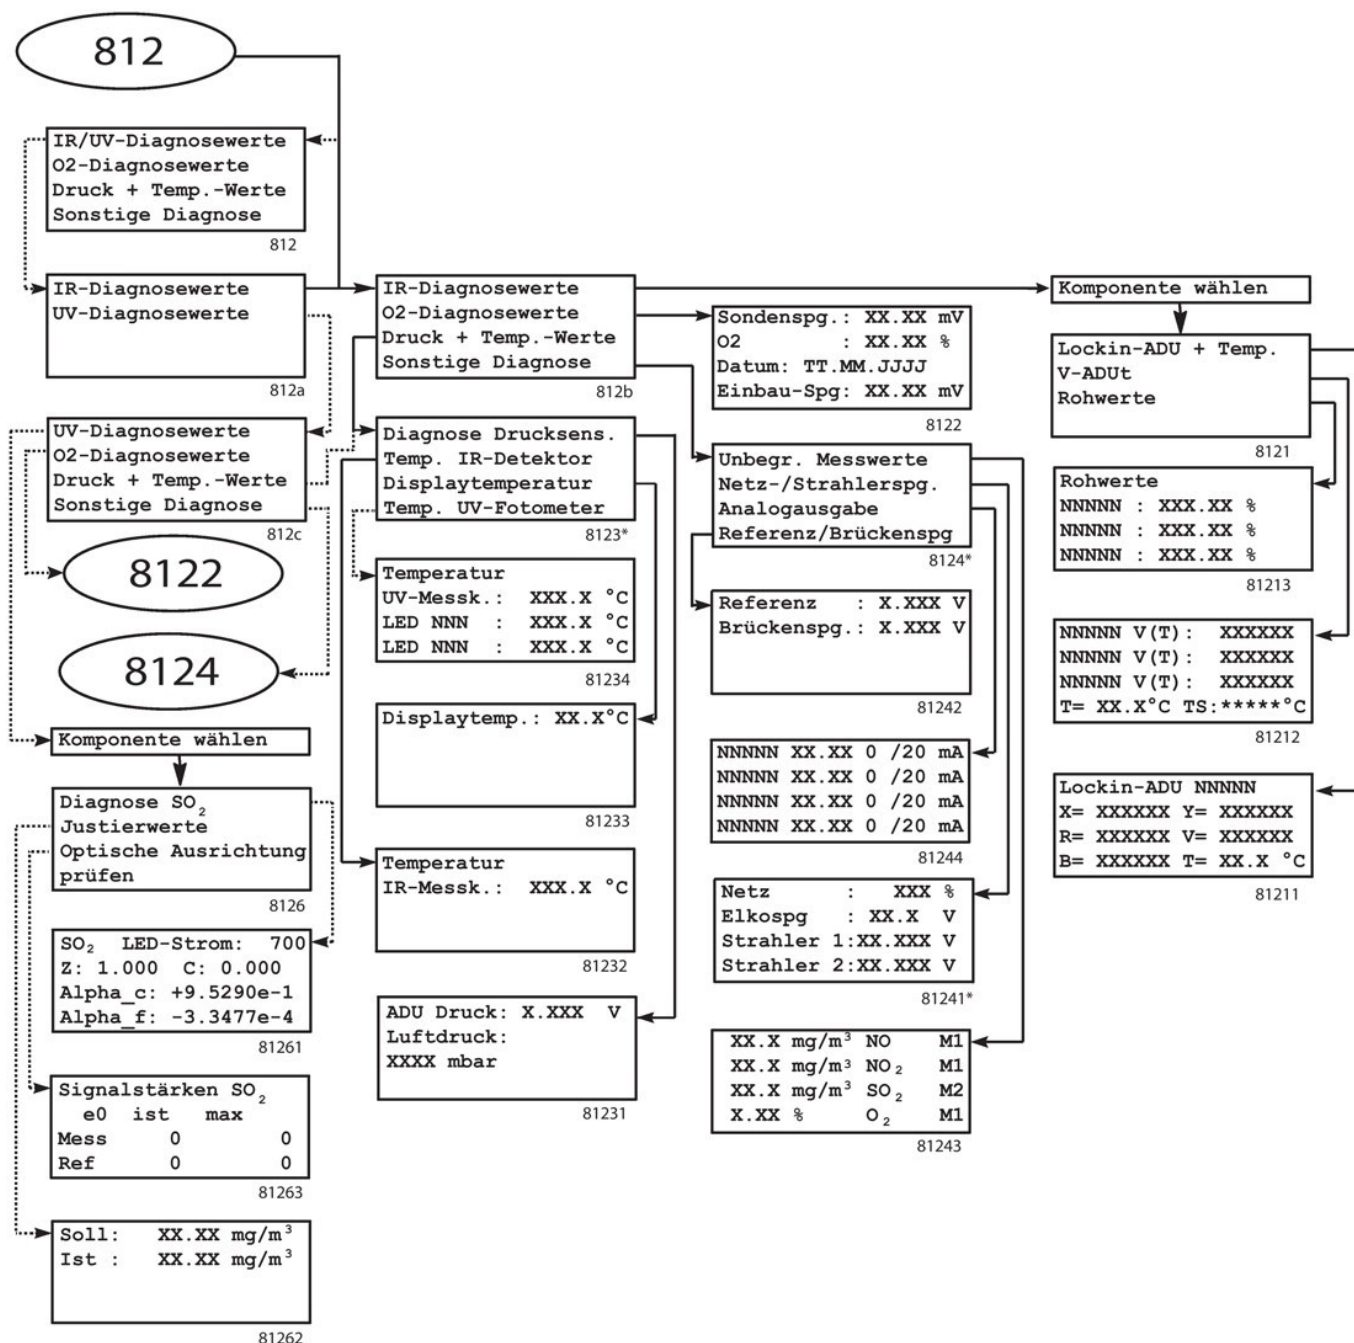 812
IR/UV-Diagnosewerte
O2-Diagnosewerte
Druck + Temp.-Werte
Sonstige Diagnose
812
IR-Diagnosewerte
UV-Diagnosewerte
812a
UV-Diagnosewerte
O2-Diagnosewerte
Druck + Temp.-Werte
Sonstige Diagnose
812c
8122
8124
Komponente wählen
Diagnose SO₂
Justierwerte
Optische Ausrichtung
prüfen
8126
SO₂ LED-Strom: 700
Z: 1.000 C: 0.000
Alpha_c: +9.5290e-1
Alpha_f: -3.3477e-4
81261
Signalstärken SO₂
e0 ist max
Mess 0 0
Ref 0 0
81263
Soll: XX.XX mg/m³
Ist : XX.XX mg/m³
81262
IR-Diagnosewerte
O2-Diagnosewerte
Druck + Temp.-Werte
Sonstige Diagnose
812b
Diagnose Drucksens.
Temp. IR-Detektor
Displaytemperatur
Temp. UV-Fotometer
8123*
Temperatur
UV-Messk.: XXX.X °C
LED NNN : XXX.X °C
LED NNN : XXX.X °C
81234
Displaytemp.: XX.X°C
81233
Temperatur
IR-Messk.: XXX.X °C
81232
ADU Druck: X.XXX V
Luftdruck:
XXXX mbar
81231
Sondenspg.: XX.XX mV
O2 : XX.XX %
Datum: TT.MM.JJJJ
Einbau-Spg: XX.XX mV
8122
Unbegr. Messwerte
Netz-/Strahlerspg.
Analogausgabe
Referenz/Brückenspg
8124*
Referenz : X.XXX V
Brückenspg.: X.XXX V
81242
NNNNN XX.XX 0 /20 mA
NNNNN XX.XX 0 /20 mA
NNNNN XX.XX 0 /20 mA
NNNNN XX.XX 0 /20 mA
81244
Netz : XXX %
Elkospg : XX.X V
Strahler 1:XX.XXX V
Strahler 2:XX.XXX V
81241*
XX.X mg/m³ NO M1
XX.X mg/m³ NO₂ M1
XX.X mg/m³ SO₂ M2
X.XX % O₂ M1
81243
Komponente wählen
Lockin-ADU + Temp.
V-ADUt
Rohwerte
8121
Rohwerte
NNNNN : XXX.XX %
NNNNN : XXX.XX %
NNNNN : XXX.XX %
81213
NNNNN V(T): XXXXXX
NNNNN V(T): XXXXXX
NNNNN V(T): XXXXXX
T= XX.X°C TS:*****°C
81212
Lockin-ADU NNNNN
X= XXXXXX Y= XXXXXX
R= XXXXXX V= XXXXXX
B= XXXXXX T= XX.X °C
81211